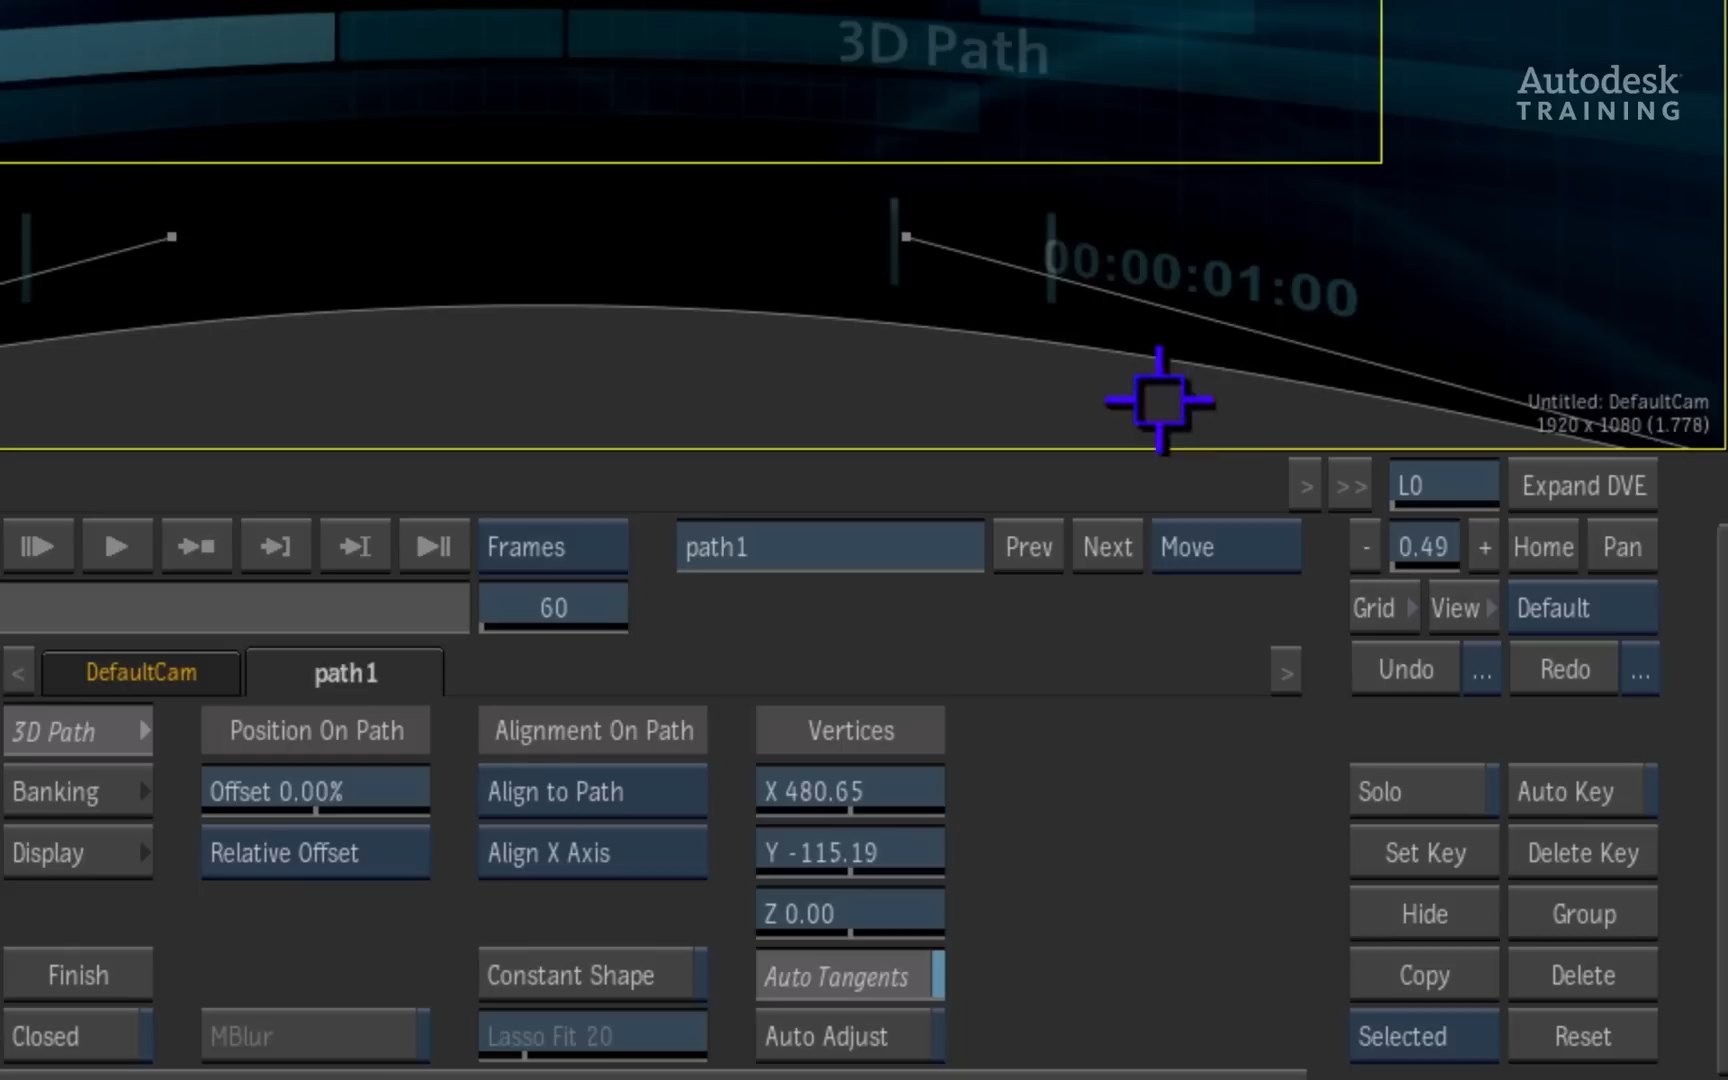 3D Path
Autodesk
TRAINING
00:00:01:00
Untitled: DefaultCam
1920 x 1080 (1.778)
> >> L0 Expand DVE
Frames path1 Prev Next Move - 0.49 + Home Pan
60 Grid View Default
< DefaultCam path1 > Undo ... Redo ...
3D Path Position On Path Alignment On Path Vertices
Banking Offset 0.00% Align to Path X 480.65 Solo Auto Key
Display Relative Offset Align X Axis Y -115.19 Set Key Delete Key
Z 0.00 Hide Group
Finish Constant Shape Auto Tangents Copy Delete
Closed MBlur Lasso Fit 20 Auto Adjust Selected Reset